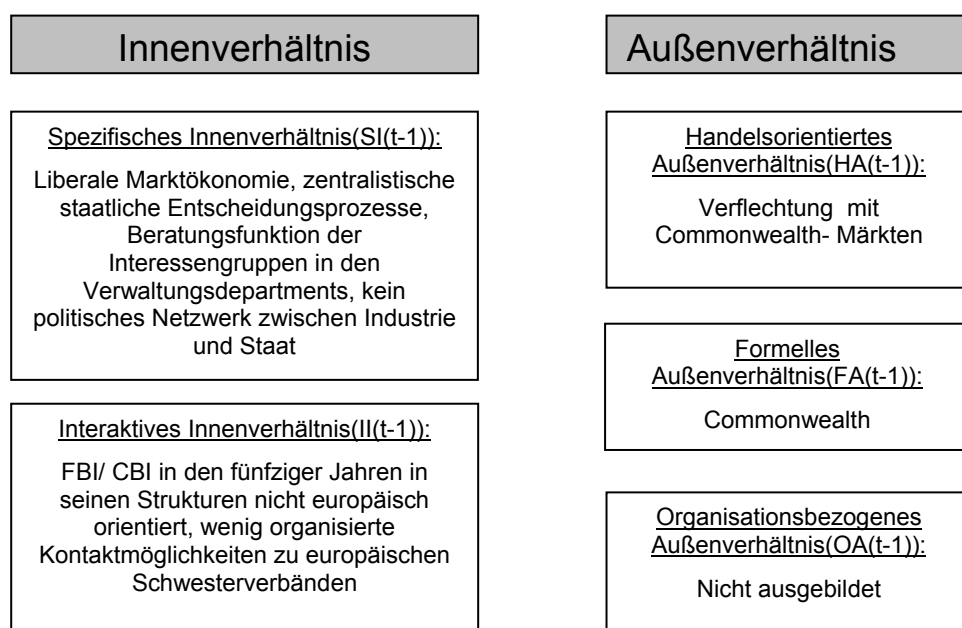 Innenverhältnis
Spezifisches Innenverhältnis(SI(t-1)):
Liberale Marktökonomie, zentralistische
staatliche Entscheidungsprozesse,
Beratungsfunktion der
Interessengruppen in den
Verwaltungsdepartments, kein
politisches Netzwerk zwischen Industrie
und Staat
Interaktives Innenverhältnis(II(t-1)):
FBI/ CBI in den fünfziger Jahren in
seinen Strukturen nicht europäisch
orientiert, wenig organisierte
Kontaktmöglichkeiten zu europäischen
Schwesterverbänden
Außenverhältnis
Handelsorientiertes
Außenverhältnis(HA(t-1)):
Verflechtung mit
Commonwealth- Märkten
Formelles
Außenverhältnis(FA(t-1)):
Commonwealth
Organisationsbezogenes
Außenverhältnis(OA(t-1)):
Nicht ausgebildet